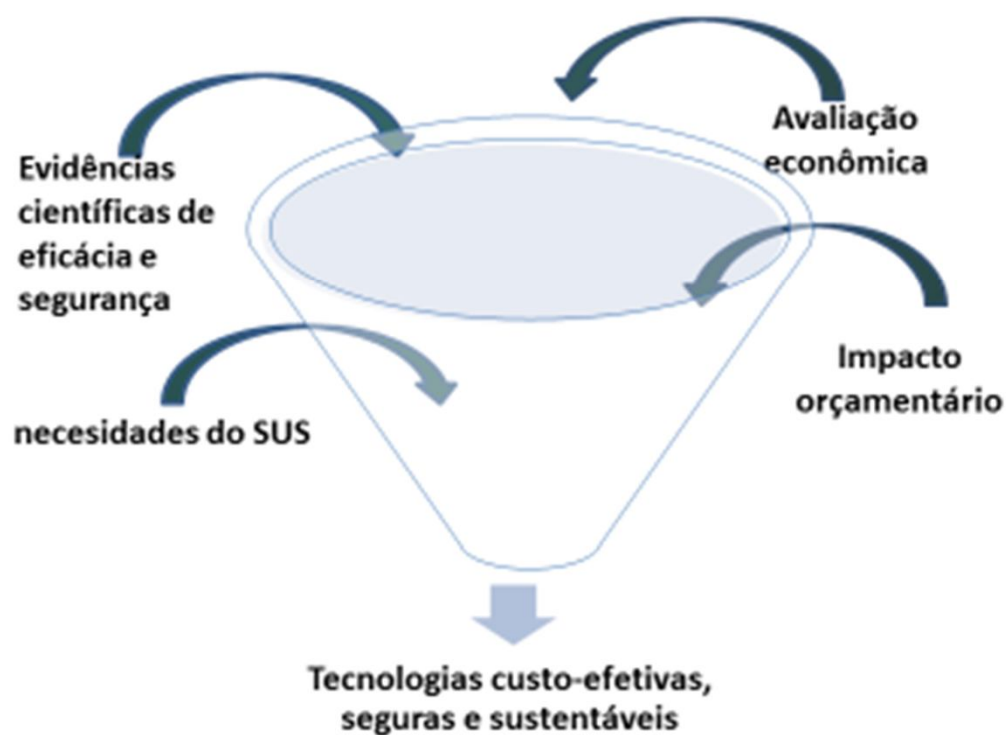 Avaliação
econômica
Evidências
científicas de
eficácia e
segurança
Impacto
orçamentário
necesidades do SUS
Tecnologias custo-efetivas,
seguras e sustentáveis